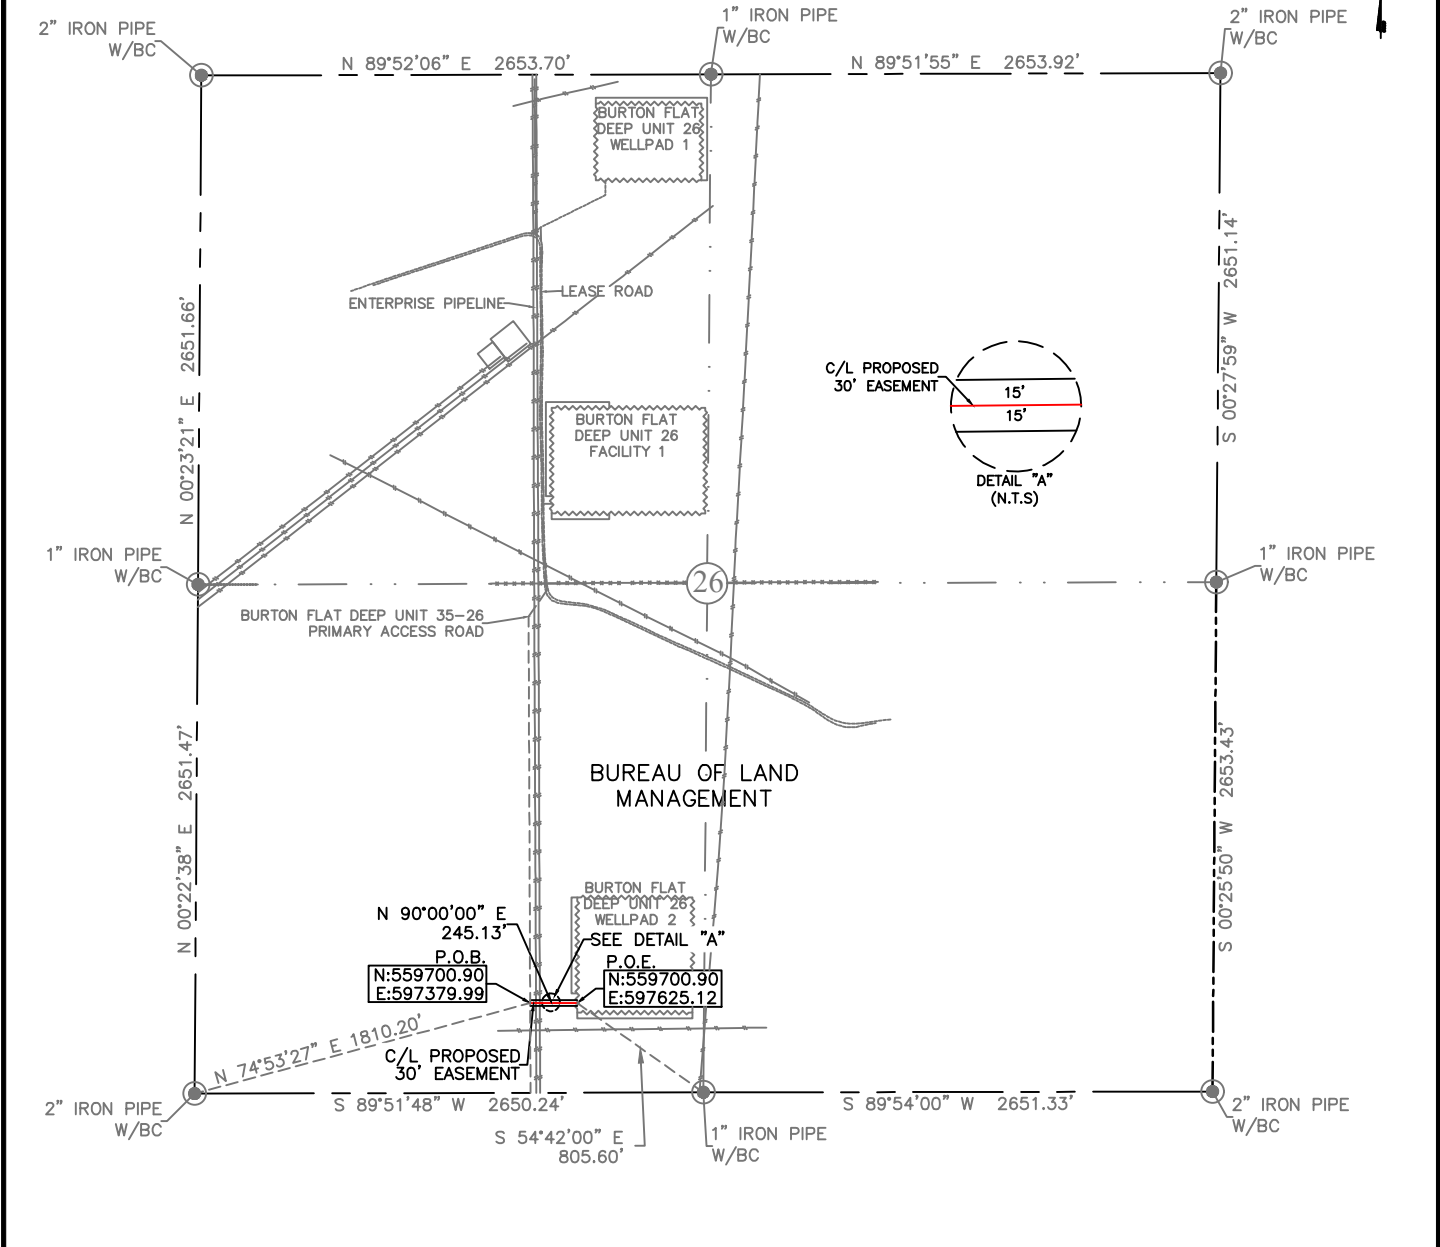 2" IRON PIPE
W/BC
1" IRON PIPE
W/BC
2" IRON PIPE
W/BC
N 89°52'06" E 2653.70'
N 89°51'55" E 2653.92'
BURTON FLAT
DEEP UNIT 26
WELLPAD 1
ENTERPRISE PIPELINE
LEASE ROAD
N 00°23'21" E 2651.66'
S 00°27'59" W 2651.14'
C/L PROPOSED
30' EASEMENT
15'
15'
DETAIL "A"
(N.T.S)
BURTON FLAT
DEEP UNIT 26
FACILITY 1
1" IRON PIPE
W/BC
26
1" IRON PIPE
W/BC
BURTON FLAT DEEP UNIT 35-26
PRIMARY ACCESS ROAD
BUREAU OF LAND
MANAGEMENT
N 00°22'38" E 2651.47'
S 00°25'50" W 2653.43'
BURTON FLAT
DEEP UNIT 26
WELLPAD 2
N 90°00'00" E
245.13'
SEE DETAIL "A"
P.O.B.
N:559700.90
E:597379.99
P.O.E.
N:559700.90
E:597625.12
N 74°53'27" E 1810.20'
C/L PROPOSED
30' EASEMENT
2" IRON PIPE
W/BC
S 89°51'48" W 2650.24'
S 54°42'00" E
805.60'
1" IRON PIPE
W/BC
S 89°54'00" W 2651.33'
2" IRON PIPE
W/BC